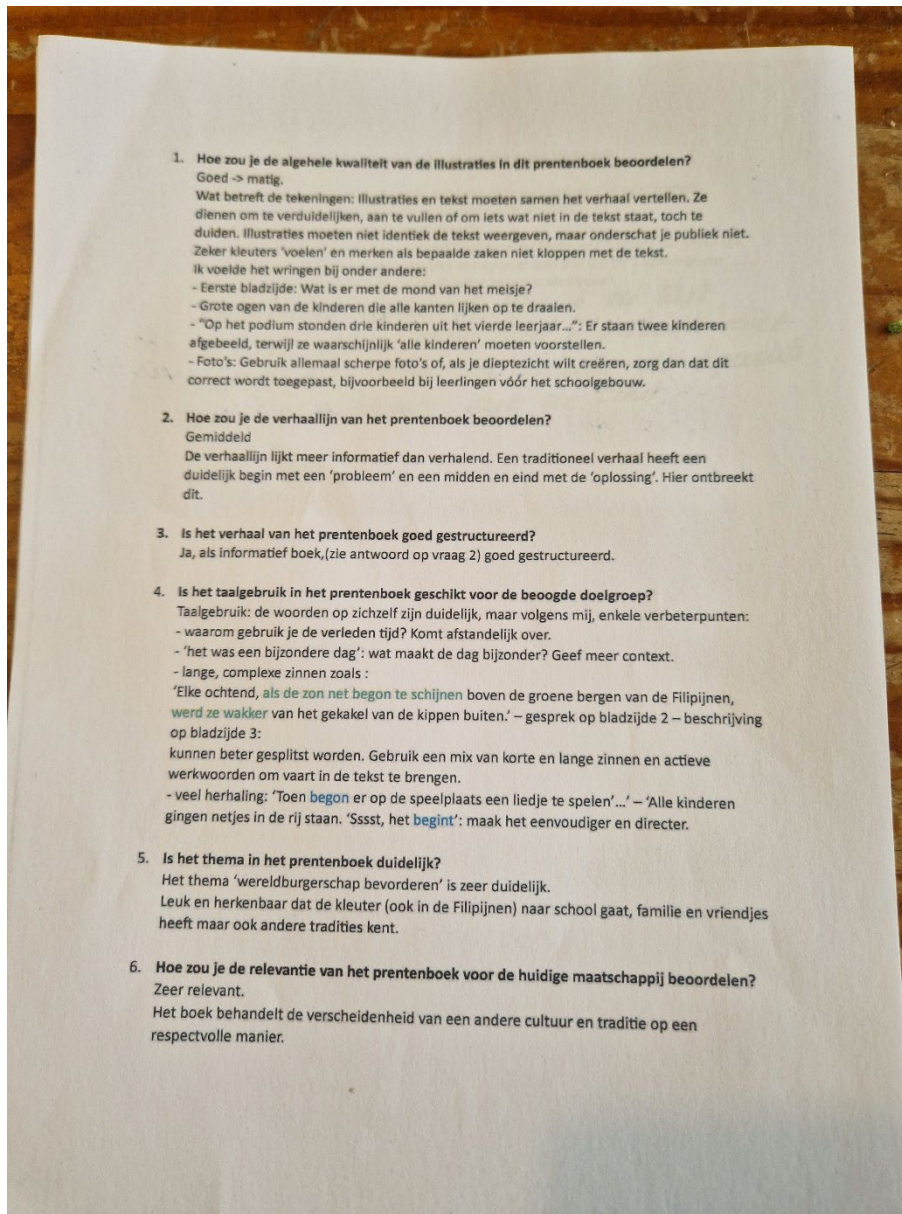 1. Hoe zou je de algehele kwaliteit van de illustraties in dit prentenboek beoordelen?
Goed -> matig.
Wat betreft de tekeningen: Illustraties en tekst moeten samen het verhaal vertellen. Ze
dienen om te verduidelijken, aan te vullen of om iets wat niet in de tekst staat, toch te
duiden. Illustraties moeten niet identiek de tekst weergeven, maar onderschat je publiek niet.
Zeker kleuters ‘voelen’ en merken als bepaalde zaken niet kloppen met de tekst.
Ik voelde het wringen bij onder andere:
- Eerste bladzijde: Wat is er met de mond van het meisje?
- Grote ogen van de kinderen die alle kanten lijken op te draaien.
- “Op het podium stonden drie kinderen uit het vierde leerjaar...”: Er staan twee kinderen
afgebeeld, terwijl ze waarschijnlijk ‘alle kinderen’ moeten voorstellen.
- Foto’s: Gebruik allemaal scherpe foto’s of, als je dieptezicht wilt creëren, zorg dan dat dit
correct wordt toegepast, bijvoorbeeld bij leerlingen vóór het schoolgebouw.
2. Hoe zou je de verhaallijn van het prentenboek beoordelen?
Gemiddeld
De verhaallijn lijkt meer informatief dan verhalend. Een traditioneel verhaal heeft een
duidelijk begin met een ‘probleem’ en een midden en eind met de ‘oplossing’. Hier ontbreekt
dit.
3. Is het verhaal van het prentenboek goed gestructureerd?
Ja, als informatief boek,(zie antwoord op vraag 2) goed gestructureerd.
4. Is het taalgebruik in het prentenboek geschikt voor de beoogde doelgroep?
Taalgebruik: de woorden op zichzelf zijn duidelijk, maar volgens mij, enkele verbeterpunten:
- waarom gebruik je de verleden tijd? Komt afstandelijk over.
- ‘het was een bijzondere dag’: wat maakt de dag bijzonder? Geef meer context.
- lange, complexe zinnen zoals :
‘Elke ochtend, als de zon net begon te schijnen boven de groene bergen van de Filipijnen,
werd ze wakker van het gekakel van de kippen buiten.’ – gesprek op bladzijde 2 – beschrijving
op bladzijde 3:
kunnen beter gesplitst worden. Gebruik een mix van korte en lange zinnen en actieve
werkwoorden om vaart in de tekst te brengen.
- veel herhaling: ‘Toen begon er op de speelplaats een liedje te spelen’...’ – ‘Alle kinderen
gingen netjes in de rij staan. ‘Sssst, het begint’: maak het eenvoudiger en directer.
5. Is het thema in het prentenboek duidelijk?
Het thema ‘wereldburgerschap bevorderen’ is zeer duidelijk.
Leuk en herkenbaar dat de kleuter (ook in de Filipijnen) naar school gaat, familie en vriendjes
heeft maar ook andere tradities kent.
6. Hoe zou je de relevantie van het prentenboek voor de huidige maatschappij beoordelen?
Zeer relevant.
Het boek behandelt de verscheidenheid van een andere cultuur en traditie op een
respectvolle manier.